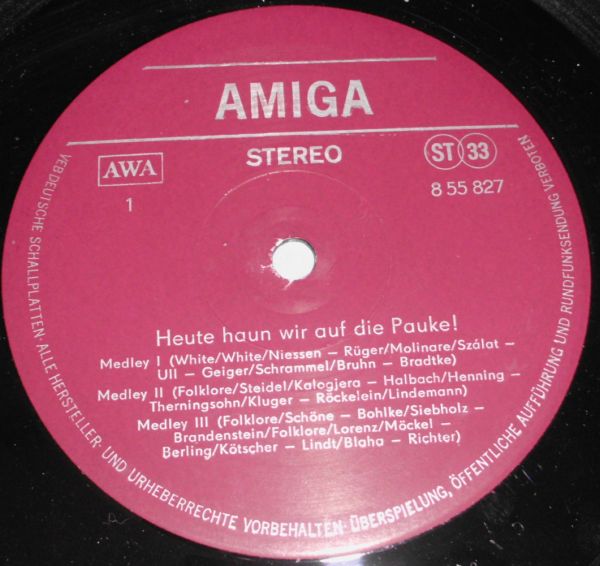 AMIGA
AWA
STEREO
ST 33
1
8 55 827
Heute haun wir auf die Pauke!
Medley I (White/White/Niessen – Rüger/Molinare/Szálat –
Ull – Geiger/Schrammel/Bruhn – Bradtke)
Medley II (Folklore/Steidel/Kalogjera – Halbach/Henning –
Therningsohn/Kluger – Röckelein/Lindemann)
Medley III (Folklore/Schöne – Bohlke/Siebholz –
Brandenstein/Folklore/Lorenz/Möckel –
Berling/Kötscher – Lindt/Blaha – Richter)
VEB DEUTSCHE SCHALLPLATTEN · ALLE HERSTELLER- UND URHEBERRECHTE VORBEHALTEN · ÜBERSPIELUNG, ÖFFENTLICHE AUFFÜHRUNG UND RUNDFUNKSENDUNG VERBOTEN